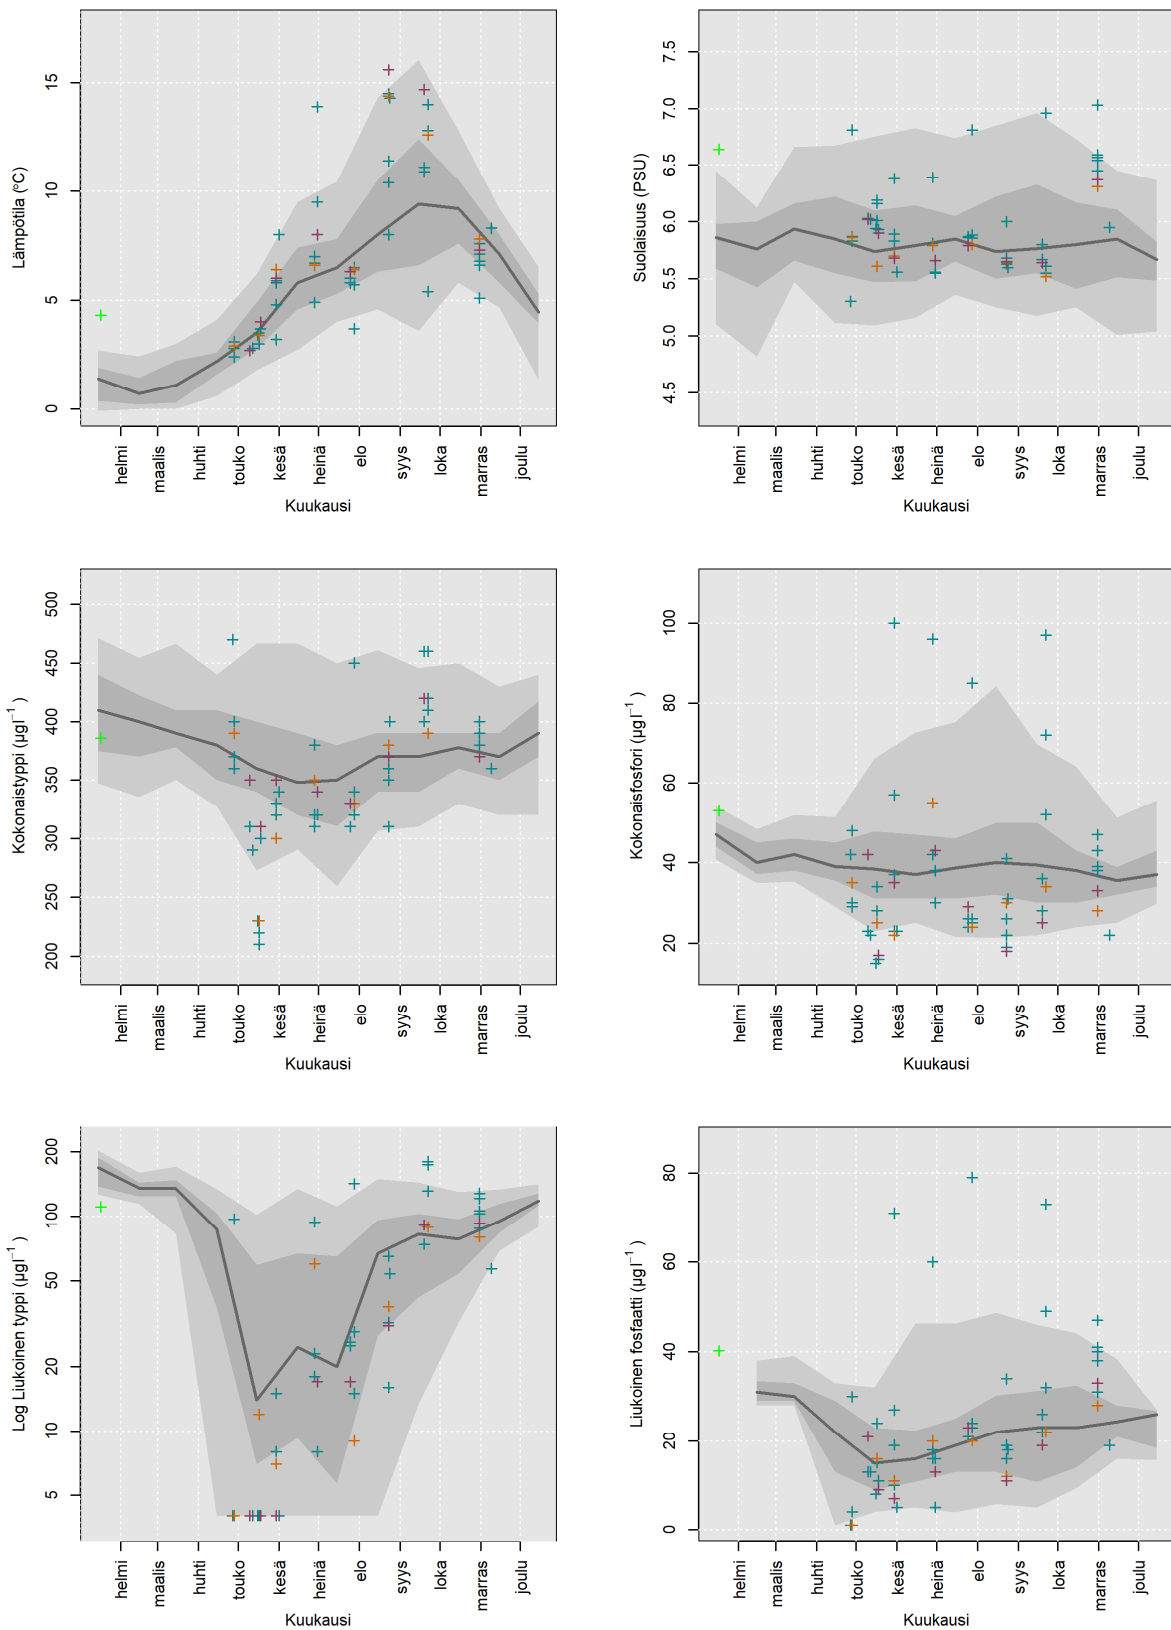 Lämpötila (°C)
0
5
10
15
helmi
maalis
huhti
touko
kesä
heinä
elo
syys
loka
marras
joulu
Kuukausi
Suolaisuus (PSU)
4.5
5.0
5.5
6.0
6.5
7.0
7.5
helmi
maalis
huhti
touko
kesä
heinä
elo
syys
loka
marras
joulu
Kuukausi
Kokonaistyppi (µgl⁻¹ )
200
250
300
350
400
450
500
helmi
maalis
huhti
touko
kesä
heinä
elo
syys
loka
marras
joulu
Kuukausi
Kokonaisfosfori (µgl⁻¹ )
20
40
60
80
100
helmi
maalis
huhti
touko
kesä
heinä
elo
syys
loka
marras
joulu
Kuukausi
Log Liukoinen typpi (µgl⁻¹ )
5
10
20
50
100
200
helmi
maalis
huhti
touko
kesä
heinä
elo
syys
loka
marras
joulu
Kuukausi
Liukoinen fosfaatti (µgl⁻¹ )
0
20
40
60
80
helmi
maalis
huhti
touko
kesä
heinä
elo
syys
loka
marras
joulu
Kuukausi